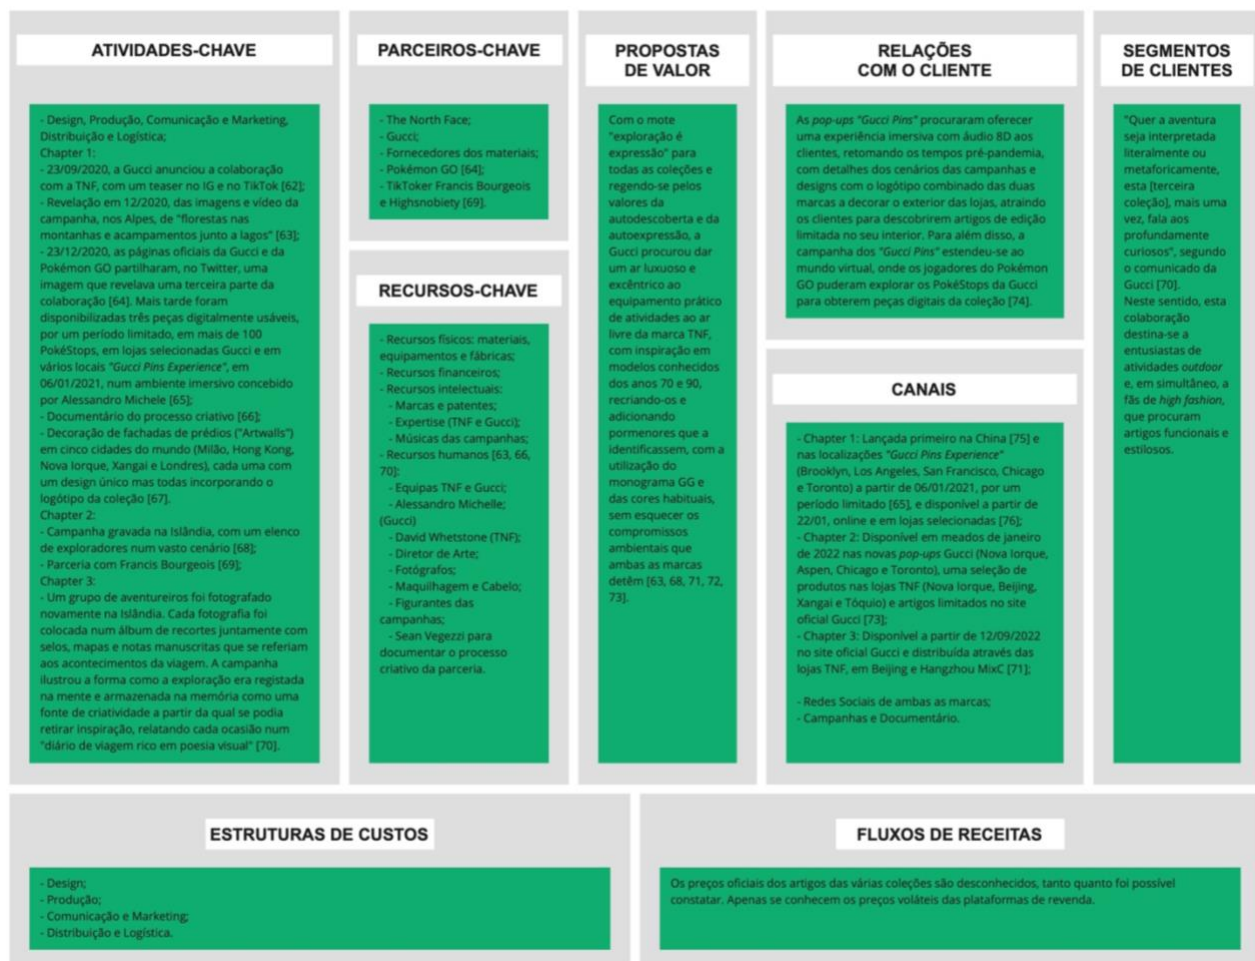 ATIVIDADES-CHAVE
- Design, Produção, Comunicação e Marketing,
Distribuição e Logística;
Chapter 1:
- 23/09/2020, a Gucci anunciou a colaboração
com a TNF, com um teaser no IG e no TikTok [62];
- Revelação em 12/2020, das imagens e vídeo da
campanha, nos Alpes, de "florestas nas
montanhas e acampamentos junto a lagos" [63];
- 23/12/2020, as páginas oficiais da Gucci e da
Pokémon GO partilharam, no Twitter, uma
imagem que revelava uma terceira parte da
colaboração [64]. Mais tarde foram
disponibilizadas três peças digitalmente usáveis,
por um período limitado, em mais de 100
PokéStops, em lojas selecionadas Gucci e em
vários locais "Gucci Pins Experience", em
06/01/2021, num ambiente imersivo concebido
por Alessandro Michele [65];
- Documentário do processo criativo [66];
- Decoração de fachadas de prédios ("Artwalls")
em cinco cidades do mundo (Milão, Hong Kong,
Nova Iorque, Xangai e Londres), cada uma com
um design único mas todas incorporando o
logótipo da coleção [67].
Chapter 2:
- Campanha gravada na Islândia, com um elenco
de exploradores num vasto cenário [68];
- Parceria com Francis Bourgeois [69];
Chapter 3:
- Um grupo de aventureiros foi fotografado
novamente na Islândia. Cada fotografia foi
colocada num álbum de recortes juntamente com
selos, mapas e notas manuscritas que se referiam
aos acontecimentos da viagem. A campanha
ilustrou a forma como a exploração era registada
na mente e armazenada na memória como uma
fonte de criatividade a partir da qual se podia
retirar inspiração, relatando cada ocasião num
"diário de viagem rico em poesia visual" [70].
PARCEIROS-CHAVE
- The North Face;
- Gucci;
- Fornecedores dos materiais;
- Pokémon GO [64];
- TikToker Francis Bourgeois
e Highsnobiety [69].
RECURSOS-CHAVE
- Recursos físicos: materiais,
equipamentos e fábricas;
- Recursos financeiros;
- Recursos intelectuais:
- Marcas e patentes;
- Expertise (TNF e Gucci);
- Músicas das campanhas;
- Recursos humanos [63, 66,
70]:
- Equipas TNF e Gucci;
- Alessandro Michelle;
(Gucci)
- David Whetstone (TNF);
- Diretor de Arte;
- Fotógrafos;
- Maquilhagem e Cabelo;
- Figurantes das
campanhas;
- Sean Vegezzi para
documentar o processo
criativo da parceria.
PROPOSTAS
DE VALOR
Com o mote
"exploração é
expressão" para
todas as coleções e
regendo-se pelos
valores da
autodescoberta e da
autoexpressão, a
Gucci procurou dar
um ar luxuoso e
excêntrico ao
equipamento prático
de atividades ao ar
livre da marca TNF,
com inspiração em
modelos conhecidos
dos anos 70 e 90,
recriando-os e
adicionando
pormenores que a
identificassem, com a
utilização do
monograma GG e
das cores habituais,
sem esquecer os
compromissos
ambientais que
ambas as marcas
detêm [63, 68, 71, 72,
73].
RELAÇÕES
COM O CLIENTE
As pop-ups "Gucci Pins" procuraram oferecer
uma experiência imersiva com áudio 8D aos
clientes, retomando os tempos pré-pandemia,
com detalhes dos cenários das campanhas e
designs com o logótipo combinado das duas
marcas a decorar o exterior das lojas, atraindo
os clientes para descobrirem artigos de edição
limitada no seu interior. Para além disso, a
campanha dos "Gucci Pins" estendeu-se ao
mundo virtual, onde os jogadores do Pokémon
GO puderam explorar os PokéStops da Gucci
para obterem peças digitais da coleção [74].
CANAIS
- Chapter 1: Lançada primeiro na China [75] e
nas localizações "Gucci Pins Experience"
(Brooklyn, Los Angeles, San Francisco, Chicago
e Toronto) a partir de 06/01/2021, por um
período limitado [65], e disponível a partir de
22/01, online e em lojas selecionadas [76];
- Chapter 2: Disponível em meados de janeiro
de 2022 nas novas pop-ups Gucci (Nova Iorque,
Aspen, Chicago e Toronto), uma seleção de
produtos nas lojas TNF (Nova Iorque, Beijing,
Xangai e Tóquio) e artigos limitados no site
oficial Gucci [73];
- Chapter 3: Disponível a partir de 12/09/2022
no site oficial Gucci e distribuída através das
lojas TNF, em Beijing e Hangzhou MixC [71];
- Redes Sociais de ambas as marcas;
- Campanhas e Documentário.
SEGMENTOS
DE CLIENTES
"Quer a aventura
seja interpretada
literalmente ou
metaforicamente,
esta [terceira
coleção], mais uma
vez, fala aos
profundamente
curiosos", segundo
o comunicado da
Gucci [70].
Neste sentido, esta
colaboração
destina-se a
entusiastas de
atividades outdoor
e, em simultâneo, a
fãs de high fashion,
que procuram
artigos funcionais e
estilosos.
ESTRUTURAS DE CUSTOS
- Design;
- Produção;
- Comunicação e Marketing;
- Distribuição e Logística.
FLUXOS DE RECEITAS
Os preços oficiais dos artigos das várias coleções são desconhecidos, tanto quanto foi possível
constatar. Apenas se conhecem os preços voláteis das plataformas de revenda.